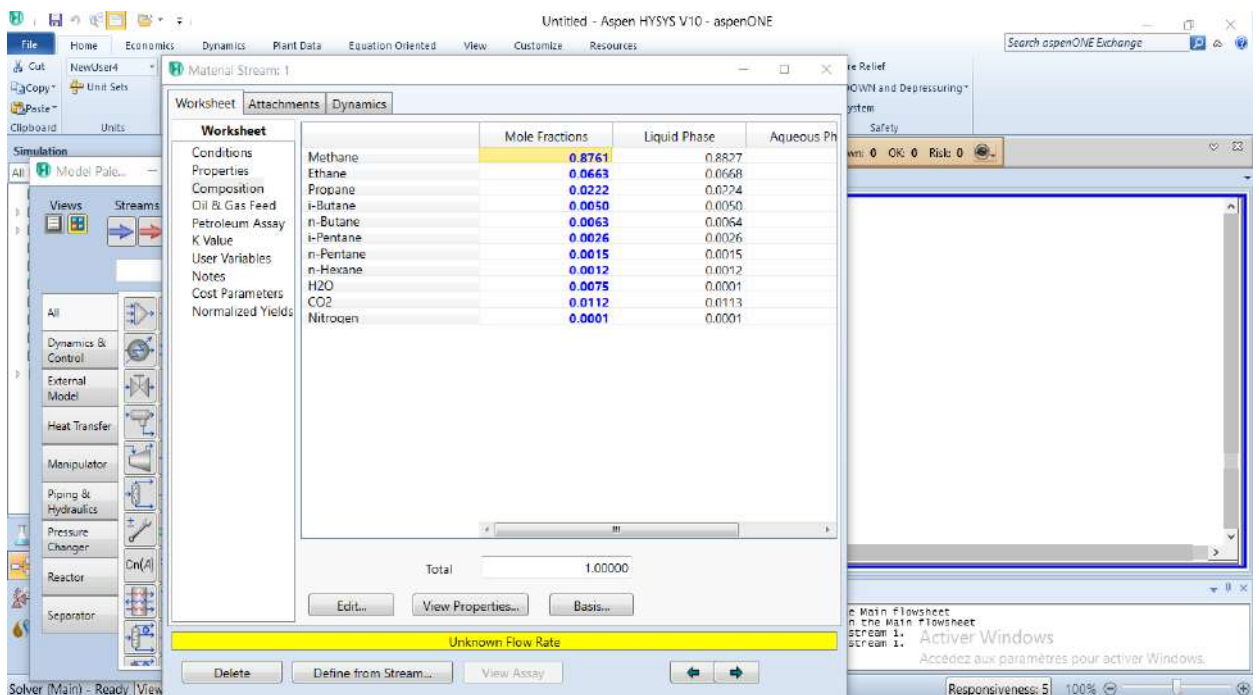 Untitled - Aspen HYSYS V10 - aspenONE
File Home Economics Dynamics Plant Data Equation Oriented View Customize Resources
Search aspenONE Exchange
Cut
Copy
Paste
Clipboard
NewUser4
Unit Sets
Units
re Relief
OWN and Depressuring
ystem
Safety
Simulation
All
Model Pale...
Views Streams
All
Dynamics & Control
External Model
Heat Transfer
Manipulator
Piping & Hydraulics
Pressure Changer
Reactor
Separator
Cn(A)
Material Stream: 1
Worksheet Attachments Dynamics
Worksheet
Conditions
Properties
Composition
Oil & Gas Feed
Petroleum Assay
K Value
User Variables
Notes
Cost Parameters
Normalized Yields
Mole Fractions Liquid Phase Aqueous Ph
Methane 0.8761 0.8827
Ethane 0.0663 0.0668
Propane 0.0222 0.0224
i-Butane 0.0050 0.0050
n-Butane 0.0063 0.0064
i-Pentane 0.0026 0.0026
n-Pentane 0.0015 0.0015
n-Hexane 0.0012 0.0012
H2O 0.0075 0.0001
CO2 0.0112 0.0113
Nitrogen 0.0001 0.0001
Total 1.00000
Edit... View Properties... Basis...
Unknown Flow Rate
Delete Define from Stream... View Assay
wn: 0 OK: 0 Risk: 0
e Main flowsheet
n the Main flowsheet
stream 1.
stream 1.
Activer Windows
Accédez aux paramètres pour activer Windows.
Solver (Main) - Ready View
Responsiveness: 5 100%